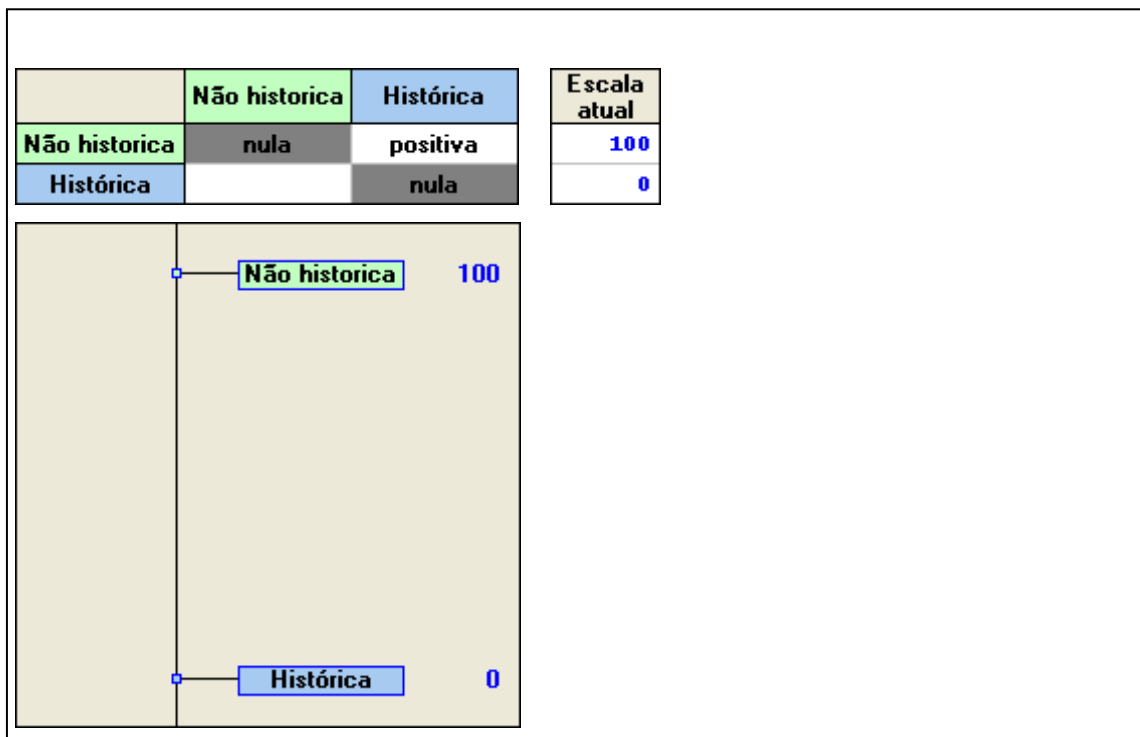 Não historica Histórica
Não historica nula positiva
Histórica nula
Escala
atual
100
0
Não historica 100
Histórica 0